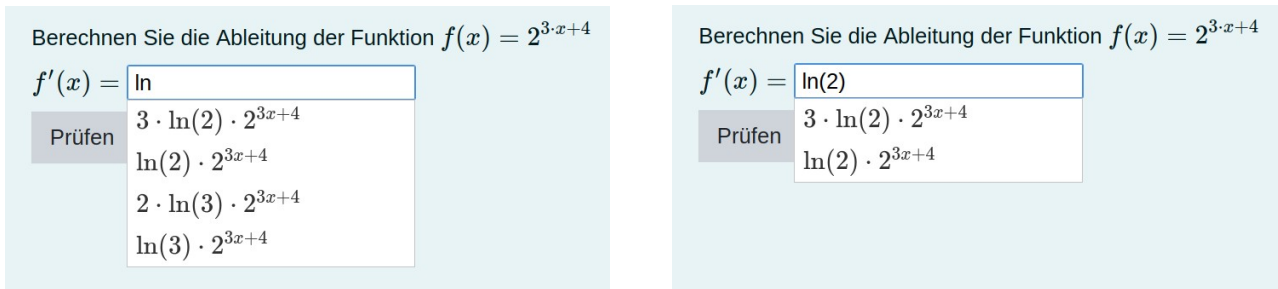 Berechnen Sie die Ableitung der Funktion f(x) = 2^{3·x+4}
f′(x) = ln
3 · ln(2) · 2^{3x+4}
Prüfen
ln(2) · 2^{3x+4}
2 · ln(3) · 2^{3x+4}
ln(3) · 2^{3x+4}
Berechnen Sie die Ableitung der Funktion f(x) = 2^{3·x+4}
f′(x) = ln(2)
3 · ln(2) · 2^{3x+4}
Prüfen
ln(2) · 2^{3x+4}